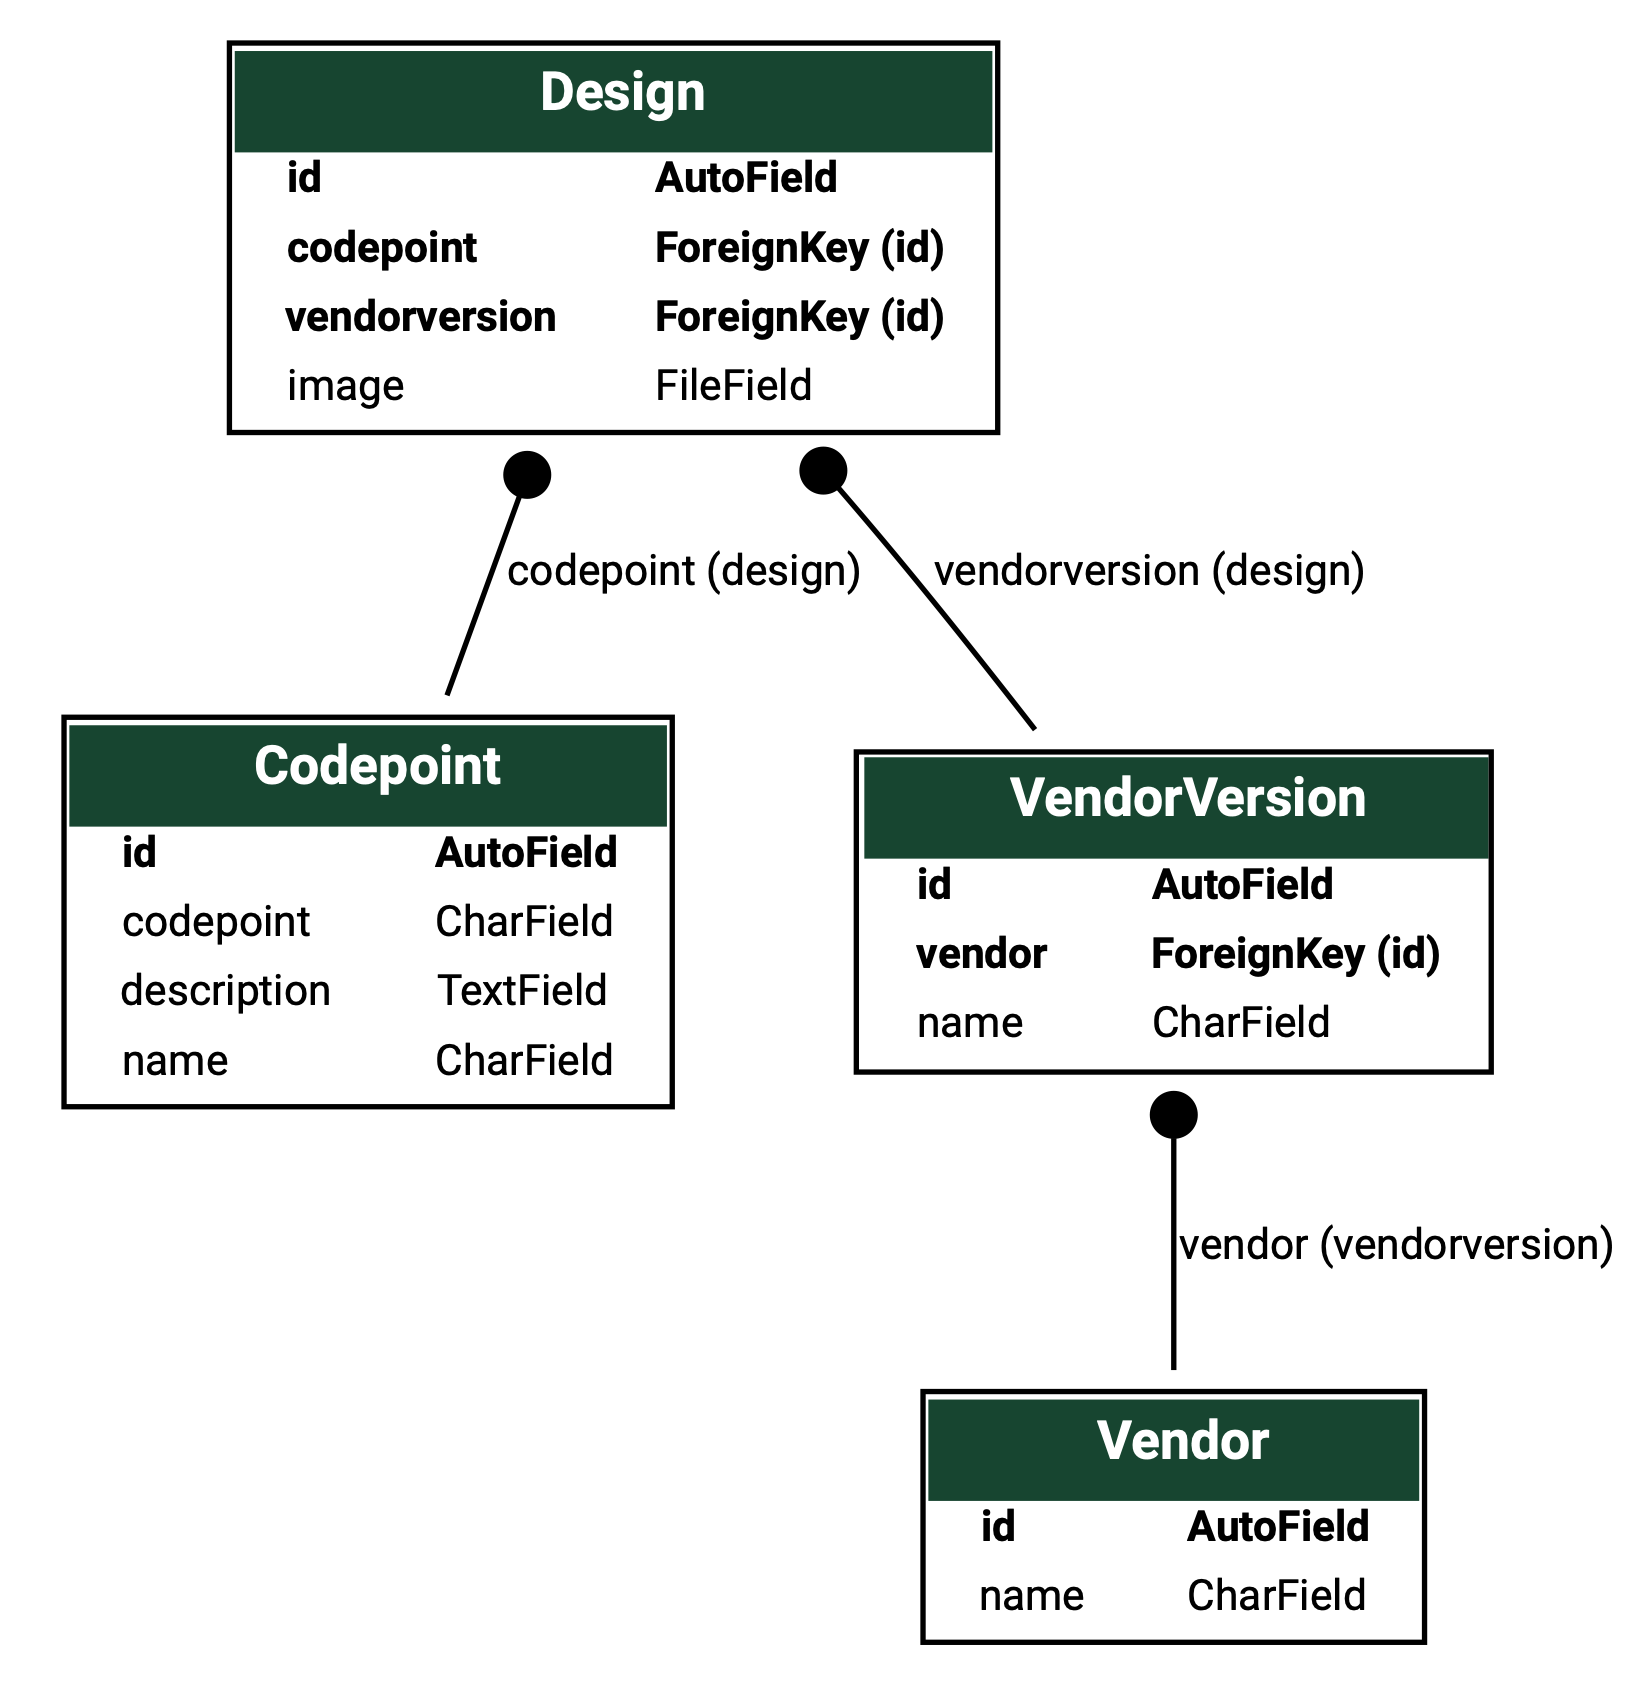 Design
id AutoField
codepoint ForeignKey (id)
vendorversion ForeignKey (id)
image FileField
codepoint (design)
vendorversion (design)
Codepoint
id AutoField
codepoint CharField
description TextField
name CharField
VendorVersion
id AutoField
vendor ForeignKey (id)
name CharField
vendor (vendorversion)
Vendor
id AutoField
name CharField